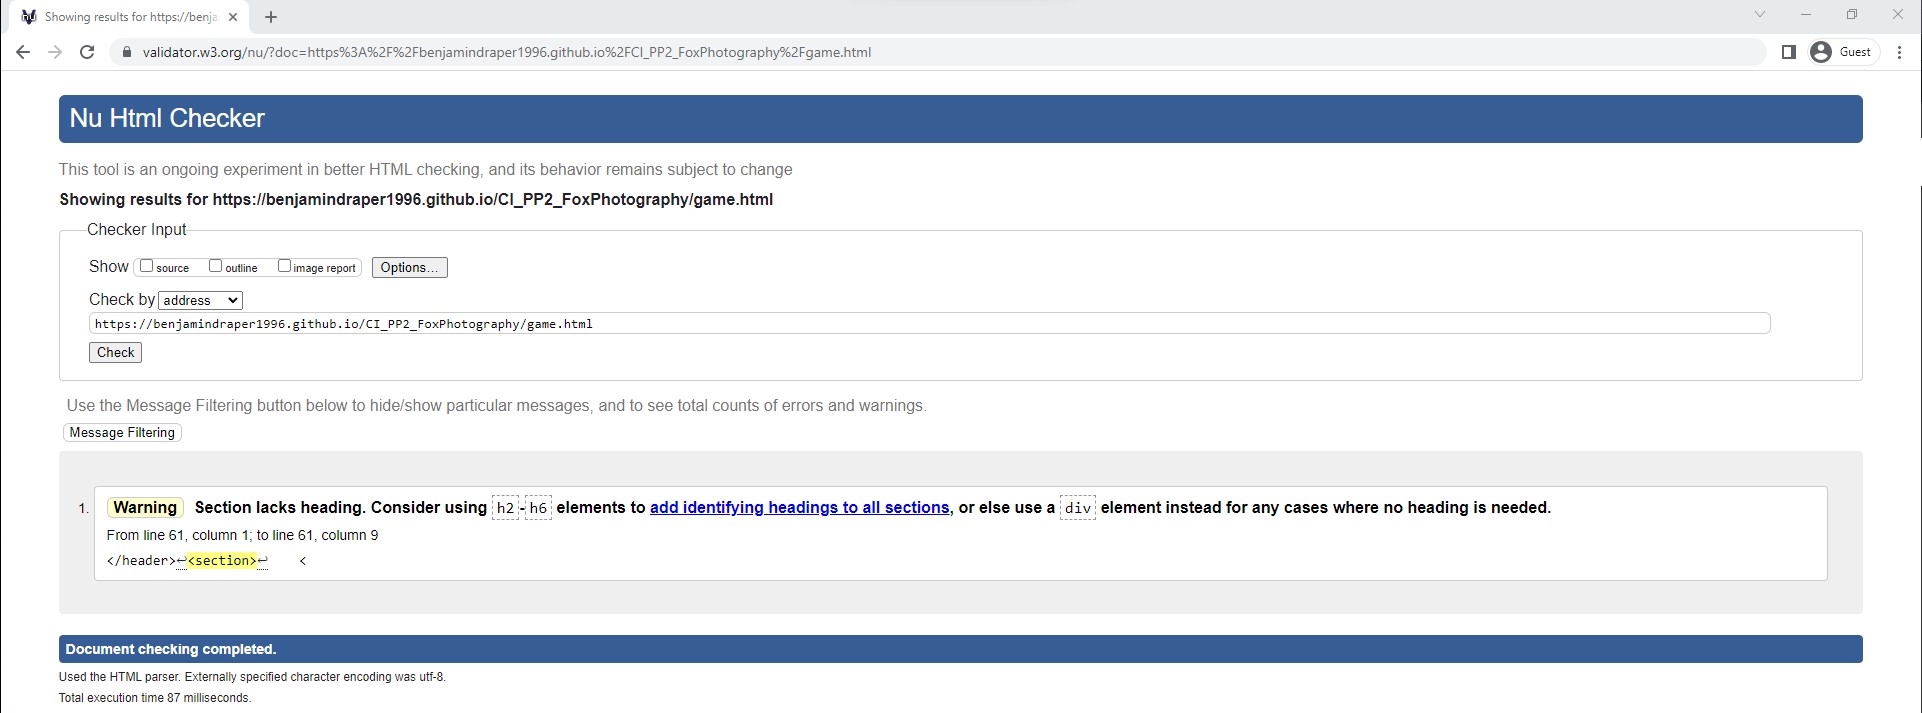 Showing results for https://benja
validator.w3.org/nu/?doc=https%3A%2F%2Fbenjamindraper1996.github.io%2FCI_PP2_FoxPhotography%2Fgame.html
Guest
Nu Html Checker
This tool is an ongoing experiment in better HTML checking, and its behavior remains subject to change
Showing results for https://benjamindraper1996.github.io/CI_PP2_FoxPhotography/game.html
Checker Input
Show source outline image report Options...
Check by address
https://benjamindraper1996.github.io/CI_PP2_FoxPhotography/game.html
Check
Use the Message Filtering button below to hide/show particular messages, and to see total counts of errors and warnings.
Message Filtering
1. Warning Section lacks heading. Consider using h2-h6 elements to add identifying headings to all sections, or else use a div element instead for any cases where no heading is needed.
From line 61, column 1; to line 61, column 9
</header>↩<section>↩ <
Document checking completed.
Used the HTML parser. Externally specified character encoding was utf-8.
Total execution time 87 milliseconds.